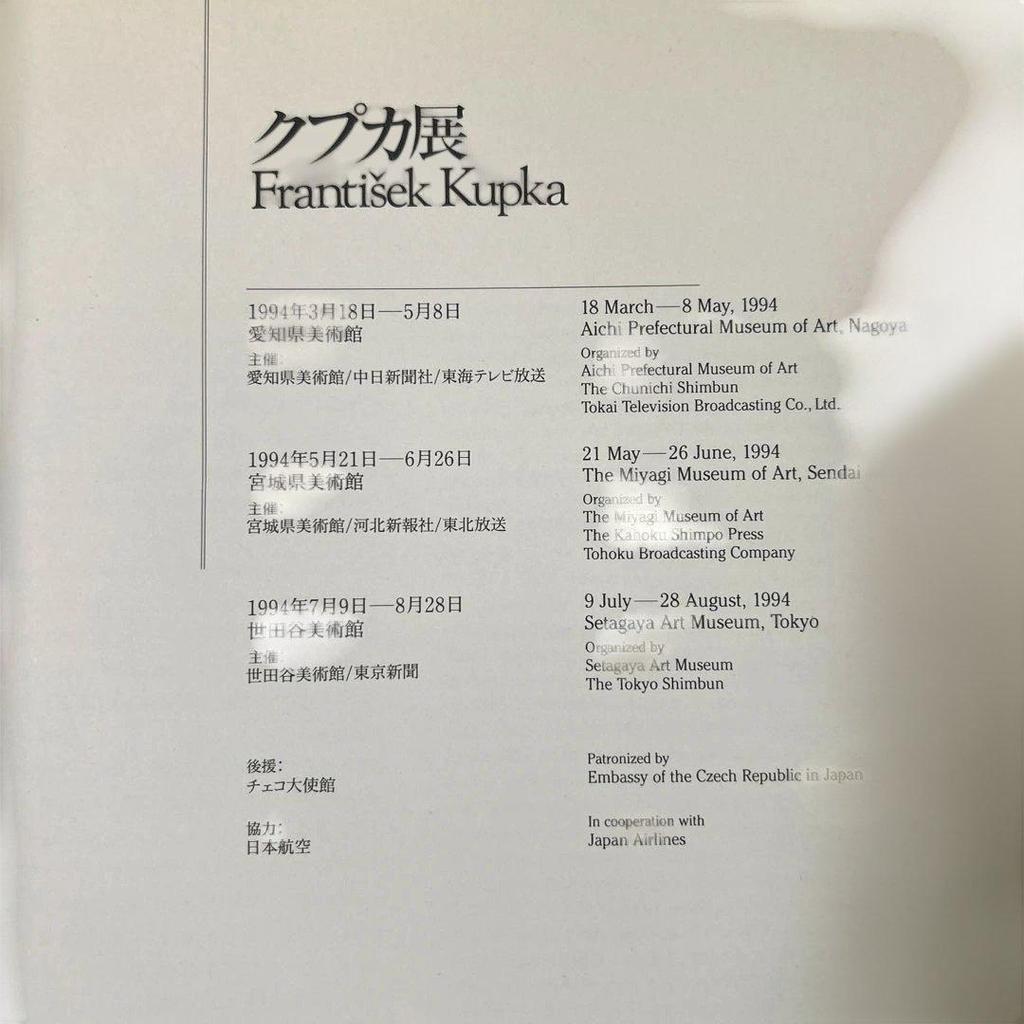 クプカ展
František Kupka
1994年3月18日—5月8日
愛知県美術館
主催:
愛知県美術館/中日新聞社/東海テレビ放送
18 March—8 May, 1994
Aichi Prefectural Museum of Art, Nagoya
Organized by
Aichi Prefectural Museum of Art
The Chunichi Shimbun
Tokai Television Broadcasting Co., Ltd.
1994年5月21日—6月26日
宮城県美術館
主催:
宮城県美術館/河北新報社/東北放送
21 May—26 June, 1994
The Miyagi Museum of Art, Sendai
Organized by
The Miyagi Museum of Art
The Kahoku Shimpo Press
Tohoku Broadcasting Company
1994年7月9日—8月28日
世田谷美術館
主催:
世田谷美術館/東京新聞
9 July—28 August, 1994
Setagaya Art Museum, Tokyo
Organized by
Setagaya Art Museum
The Tokyo Shimbun
後援:
チェコ大使館
Patronized by
Embassy of the Czech Republic in Japan
協力:
日本航空
In cooperation with
Japan Airlines